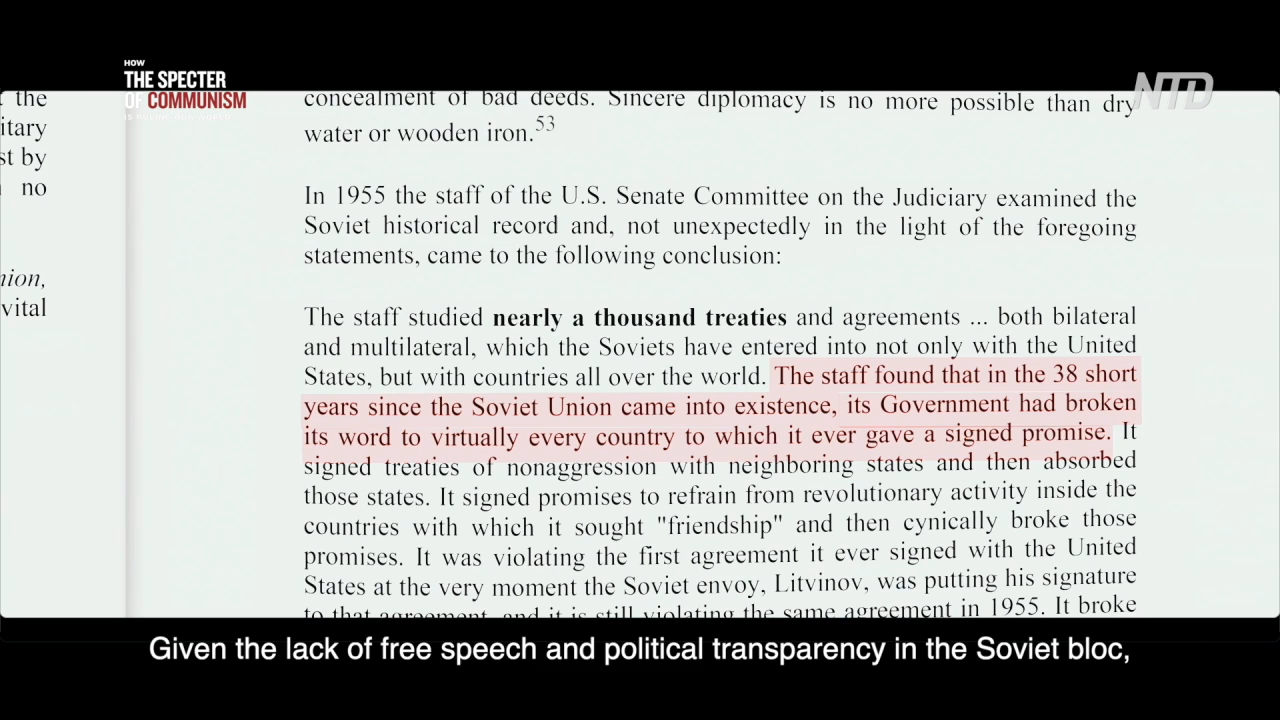 HOW
THE SPECTER
OF COMMUNISM
NTD
the
itary
st by
no
nion,
vital
concealment of bad deeds. Sincere diplomacy is no more possible than dry
water or wooden iron.53
In 1955 the staff of the U.S. Senate Committee on the Judiciary examined the
Soviet historical record and, not unexpectedly in the light of the foregoing
statements, came to the following conclusion:
The staff studied nearly a thousand treaties and agreements ... both bilateral
and multilateral, which the Soviets have entered into not only with the United
States, but with countries all over the world. The staff found that in the 38 short
years since the Soviet Union came into existence, its Government had broken
its word to virtually every country to which it ever gave a signed promise. It
signed treaties of nonaggression with neighboring states and then absorbed
those states. It signed promises to refrain from revolutionary activity inside the
countries with which it sought "friendship" and then cynically broke those
promises. It was violating the first agreement it ever signed with the United
States at the very moment the Soviet envoy, Litvinov, was putting his signature
to that agreement, and it is still violating the same agreement in 1955. It broke
Given the lack of free speech and political transparency in the Soviet bloc,